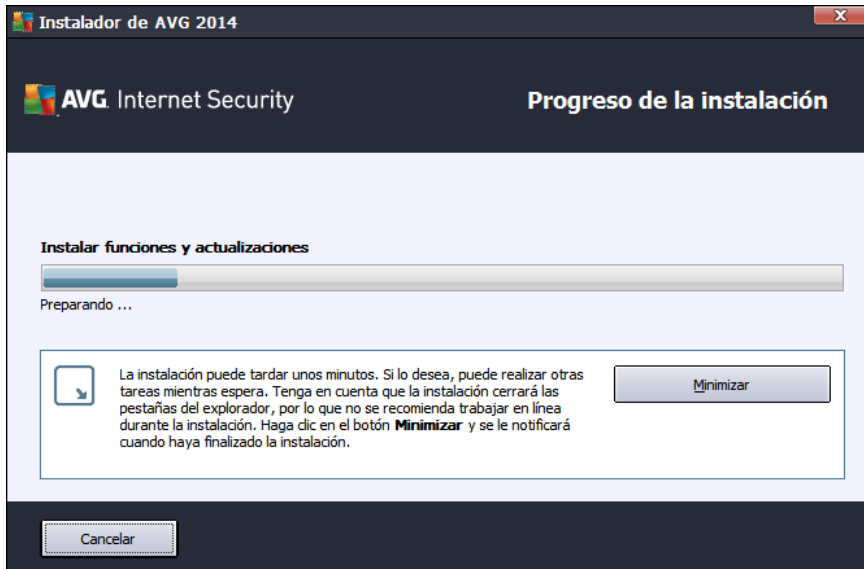 Instalador de AVG 2014
AVG. Internet Security
Progreso de la instalación
Instalar funciones y actualizaciones
Preparando ...
La instalación puede tardar unos minutos. Si lo desea, puede realizar otras
tareas mientras espera. Tenga en cuenta que la instalación cerrará las
pestañas del explorador, por lo que no se recomienda trabajar en línea
durante la instalación. Haga clic en el botón Minimizar y se le notificará
cuando haya finalizado la instalación.
Minimizar
Cancelar